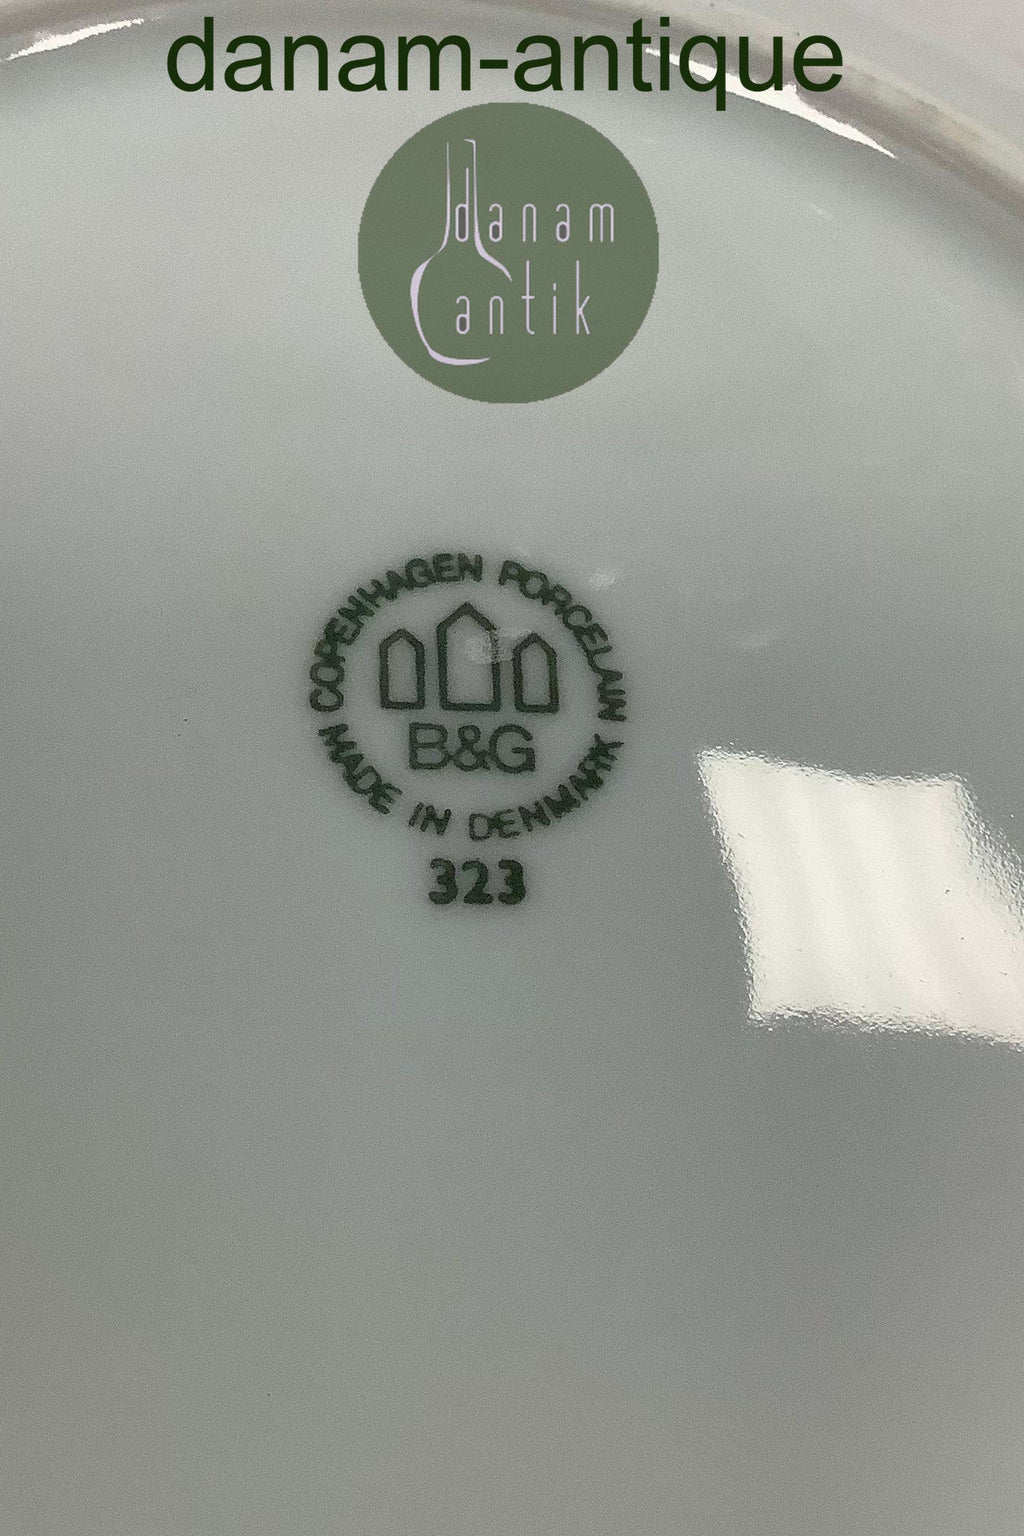 danam-antique
danam
antik
COPENHAGEN PORCELAIN
B&G
MADE IN DENMARK
323